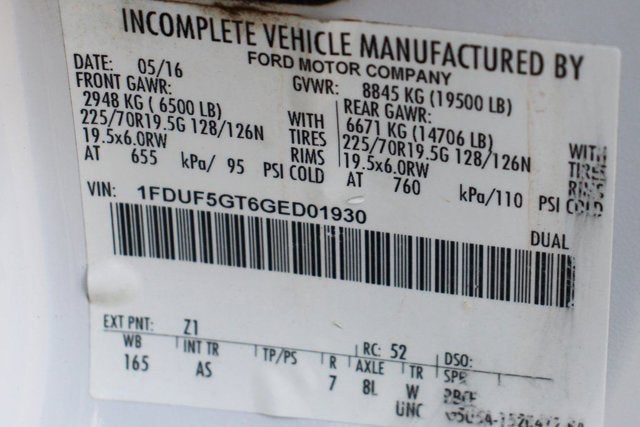 INCOMPLETE VEHICLE MANUFACTURED BY
FORD MOTOR COMPANY
DATE: 05/16 GVWR: 8845 KG (19500 LB)
FRONT GAWR: REAR GAWR:
2948 KG ( 6500 LB) WITH 6671 KG (14706 LB) WITH
225/70R19.5G 128/126N TIRES 225/70R19.5G 128/126N TIRES
19.5x6.0RW RIMS 19.5x6.0RW RIMS
AT 655 kPa/ 95 PSI COLD AT 760 kPa/110 PSI COLD
VIN: 1FDUF5GT6GED01930
DUAL
EXT PNT: Z1 RC: 52 DSO:
WB INT TR TP/PS R AXLE TR SPR
165 AS 7 8L W
UNC